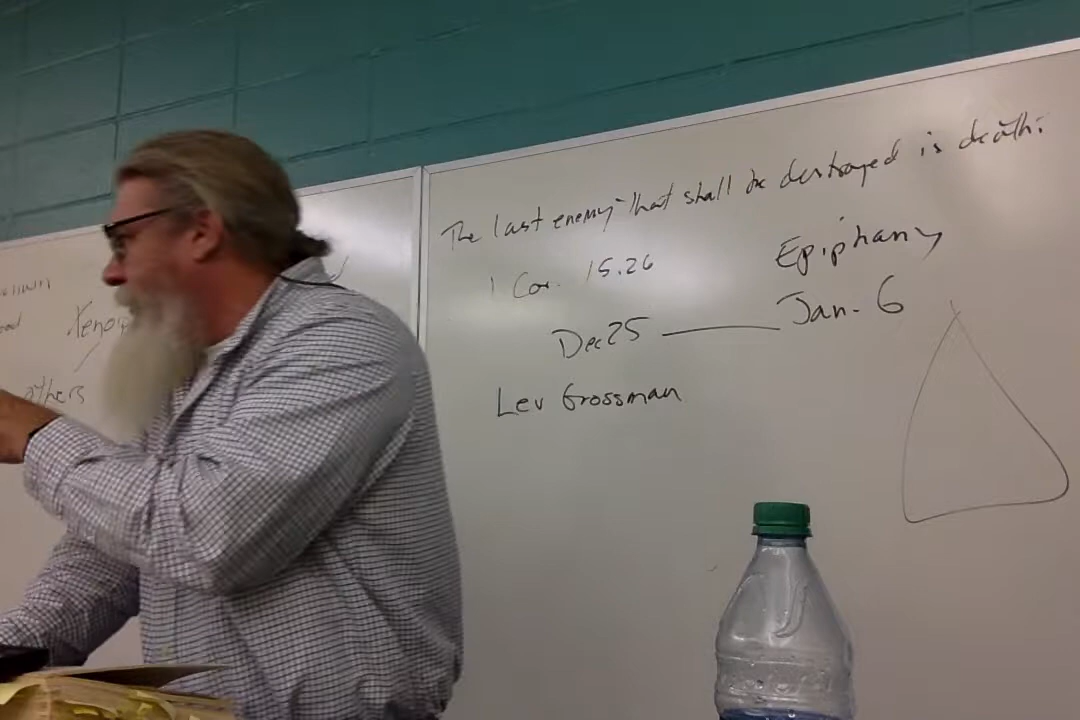 The last enemy that shall be destroyed is death.
1 Cor. 15.26
Epiphany
Dec 25 — Jan. 6
Lev Grossman
others